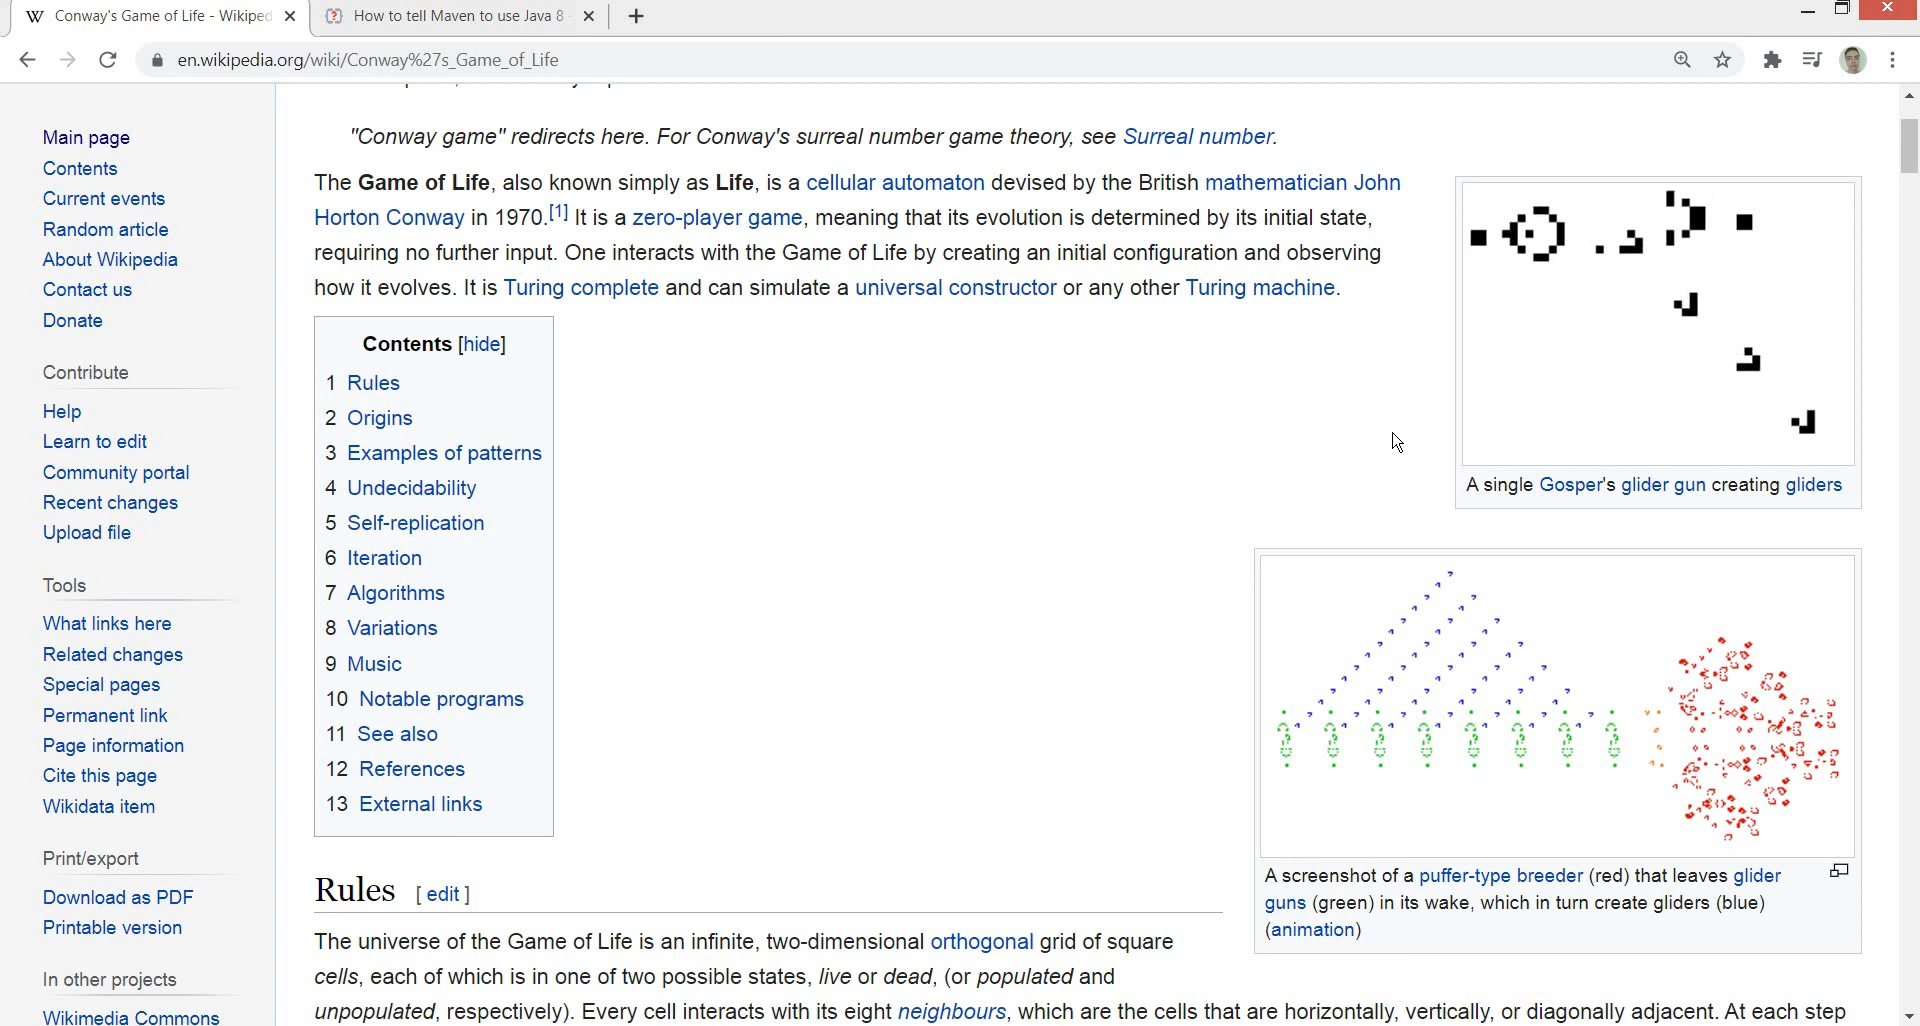 Conway's Game of Life - Wikiped
How to tell Maven to use Java 8
en.wikipedia.org/wiki/Conway%27s_Game_of_Life
Main page
Contents
Current events
Random article
About Wikipedia
Contact us
Donate
Contribute
Help
Learn to edit
Community portal
Recent changes
Upload file
Tools
What links here
Related changes
Special pages
Permanent link
Page information
Cite this page
Wikidata item
Print/export
Download as PDF
Printable version
In other projects
Wikimedia Commons
"Conway game" redirects here. For Conway's surreal number game theory, see Surreal number.
The Game of Life, also known simply as Life, is a cellular automaton devised by the British mathematician John
Horton Conway in 1970.[1] It is a zero-player game, meaning that its evolution is determined by its initial state,
requiring no further input. One interacts with the Game of Life by creating an initial configuration and observing
how it evolves. It is Turing complete and can simulate a universal constructor or any other Turing machine.
Contents [hide]
1 Rules
2 Origins
3 Examples of patterns
4 Undecidability
5 Self-replication
6 Iteration
7 Algorithms
8 Variations
9 Music
10 Notable programs
11 See also
12 References
13 External links
A single Gosper's glider gun creating gliders
A screenshot of a puffer-type breeder (red) that leaves glider
guns (green) in its wake, which in turn create gliders (blue)
(animation)
Rules [ edit ]
The universe of the Game of Life is an infinite, two-dimensional orthogonal grid of square
cells, each of which is in one of two possible states, live or dead, (or populated and
unpopulated, respectively). Every cell interacts with its eight neighbours, which are the cells that are horizontally, vertically, or diagonally adjacent. At each step